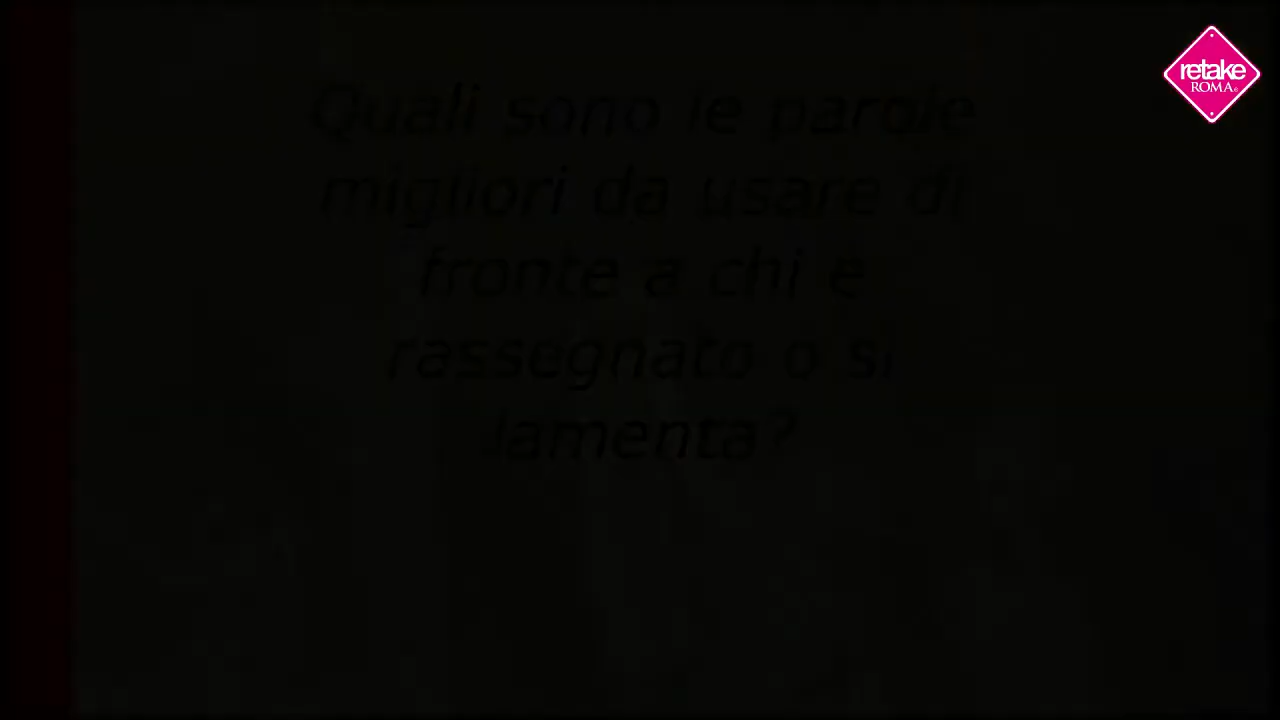 retake
ROMA
Quali sono le parole
migliori da usare di
fronte a chi è
rassegnato o si
lamenta?